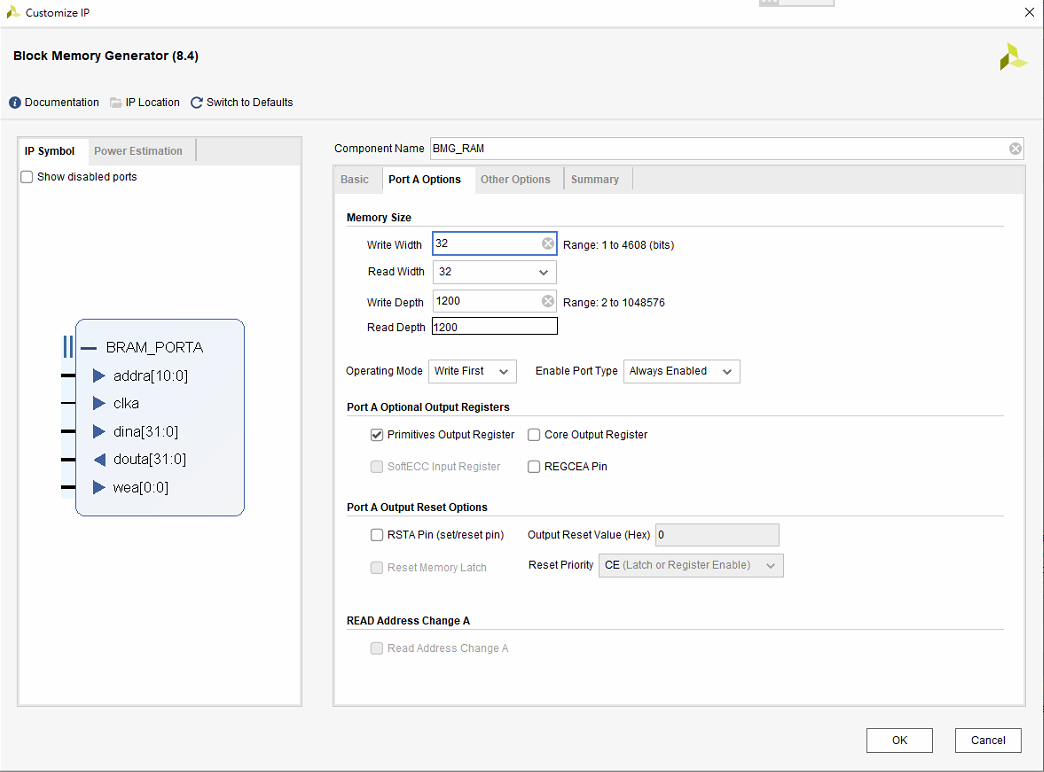 Customize IP
Block Memory Generator (8.4)
Documentation IP Location Switch to Defaults
IP Symbol Power Estimation
Show disabled ports
BRAM_PORTA
addra[10:0]
clka
dina[31:0]
douta[31:0]
wea[0:0]
Component Name BMG_RAM
Basic Port A Options Other Options Summary
Memory Size
Write Width 32 Range: 1 to 4608 (bits)
Read Width 32
Write Depth 1200 Range: 2 to 1048576
Read Depth 1200
Operating Mode Write First Enable Port Type Always Enabled
Port A Optional Output Registers
Primitives Output Register Core Output Register
SoftECC Input Register REGCEA Pin
Port A Output Reset Options
RSTA Pin (set/reset pin) Output Reset Value (Hex) 0
Reset Memory Latch Reset Priority CE (Latch or Register Enable)
READ Address Change A
Read Address Change A
OK Cancel